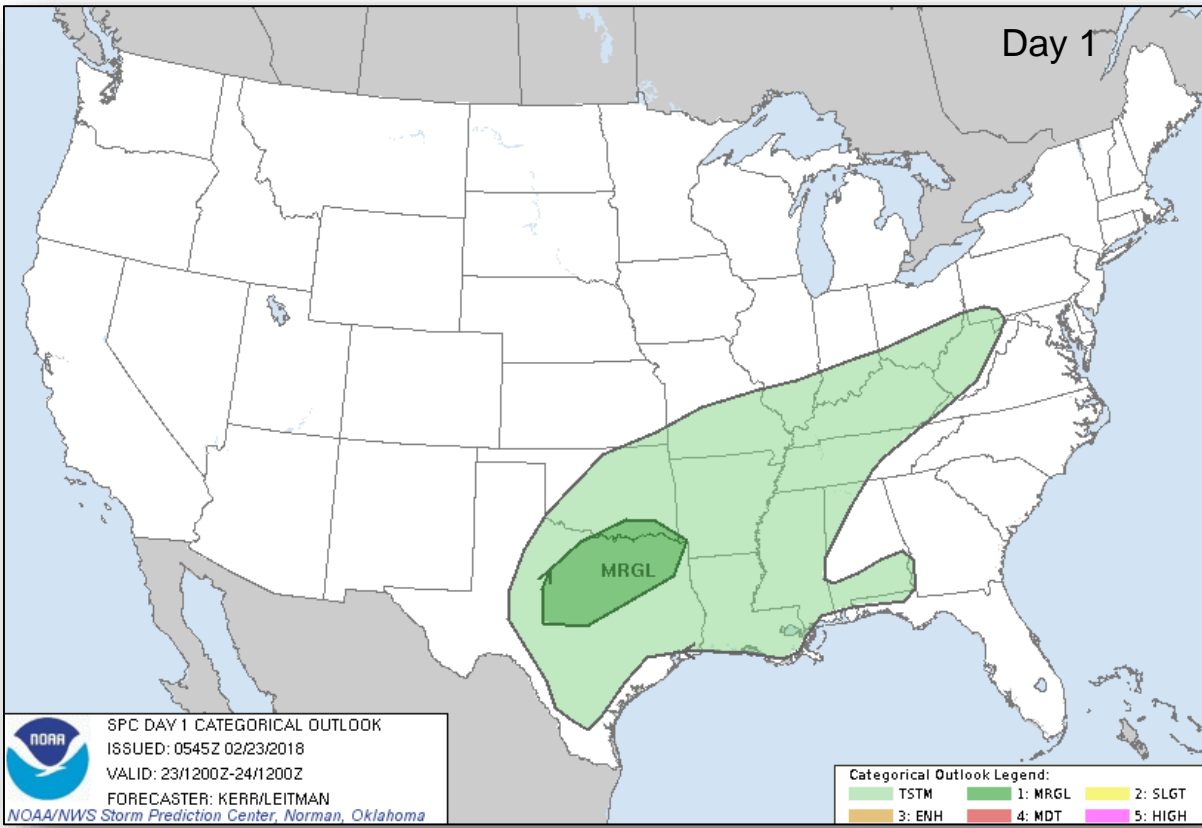 Day 1
MRGL
NOAA
SPC DAY 1 CATEGORICAL OUTLOOK
ISSUED: 0545Z 02/23/2018
VALID: 23/1200Z-24/1200Z
FORECASTER: KERR/LEITMAN
NOAA/NWS Storm Prediction Center, Norman, Oklahoma
Categorical Outlook Legend:
TSTM 1: MRGL 2: SLGT
3: ENH 4: MDT 5: HIGH